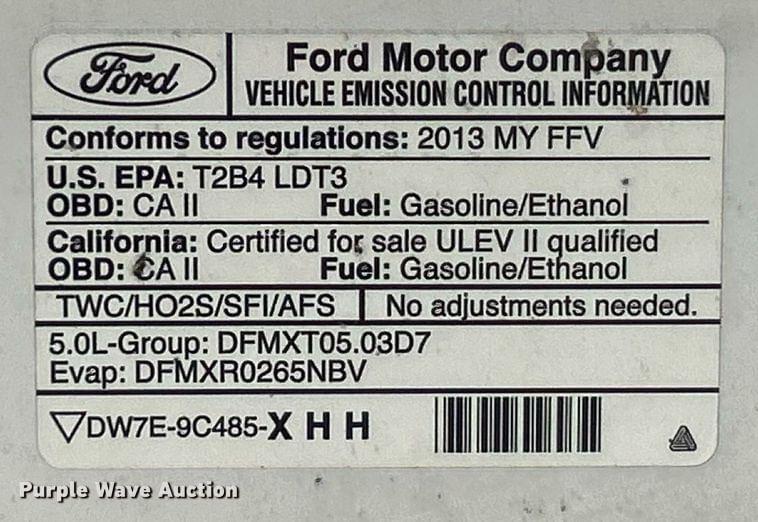 Ford
Ford Motor Company
VEHICLE EMISSION CONTROL INFORMATION
Conforms to regulations: 2013 MY FFV
U.S. EPA: T2B4 LDT3
OBD: CA II Fuel: Gasoline/Ethanol
California: Certified for sale ULEV II qualified
OBD: CA II Fuel: Gasoline/Ethanol
TWC/HO2S/SFI/AFS No adjustments needed.
5.0L-Group: DFMXT05.03D7
Evap: DFMXR0265NBV
▽DW7E-9C485-X H H
Purple Wave Auction